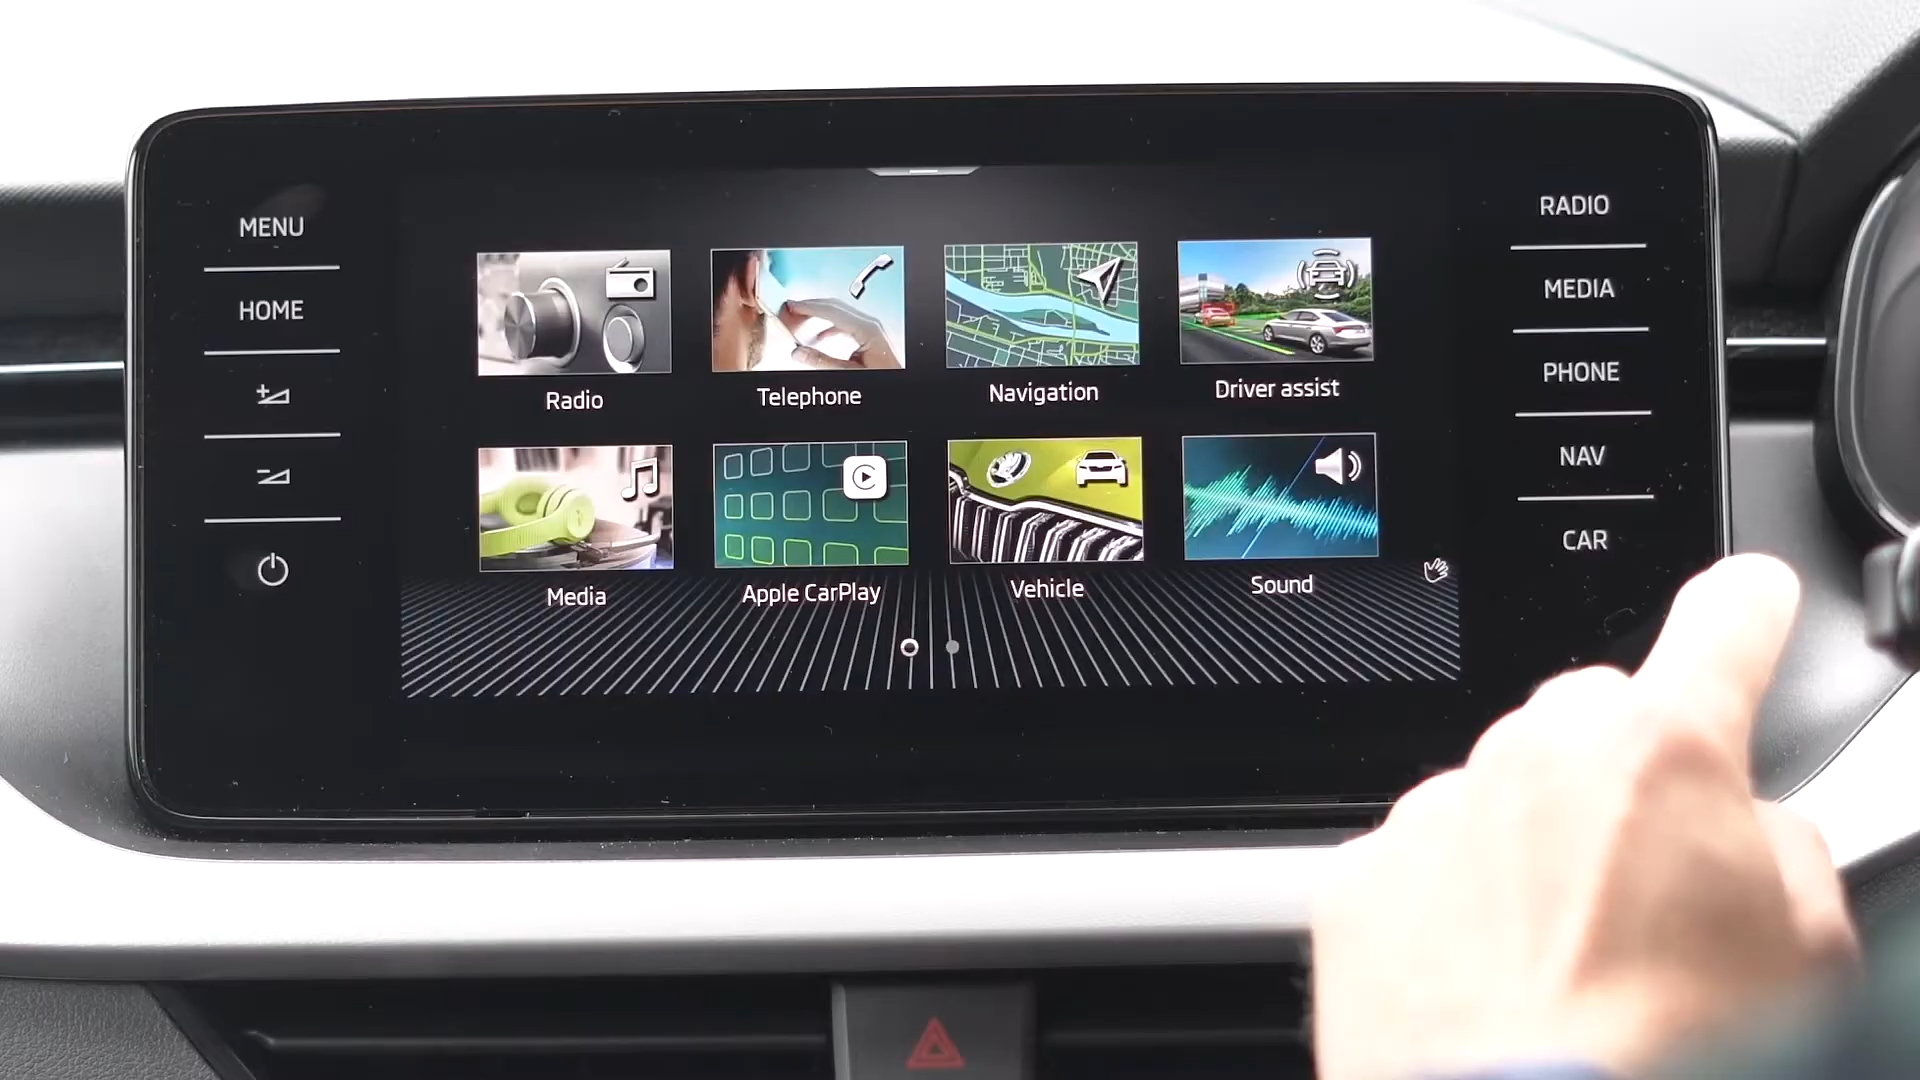 MENU
HOME
Radio
Telephone
Navigation
Driver assist
Media
Apple CarPlay
Vehicle
Sound
RADIO
MEDIA
PHONE
NAV
CAR